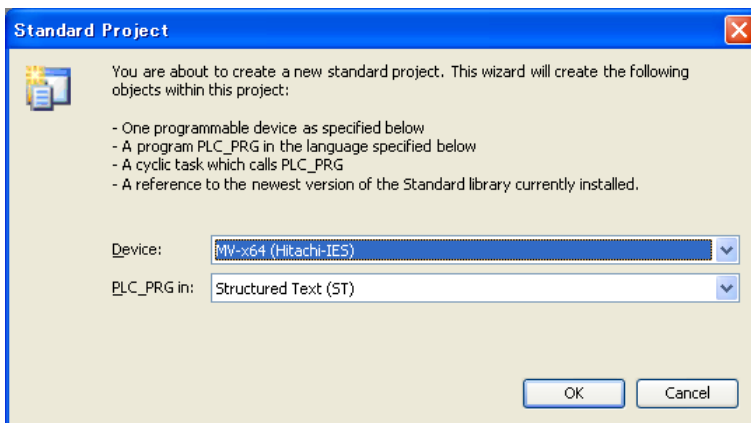 Standard Project
You are about to create a new standard project. This wizard will create the following
objects within this project:
- One programmable device as specified below
- A program PLC_PRG in the language specified below
- A cyclic task which calls PLC_PRG
- A reference to the newest version of the Standard library currently installed.
Device: MV-x64 (Hitachi-IES)
PLC_PRG in: Structured Text (ST)
OK Cancel